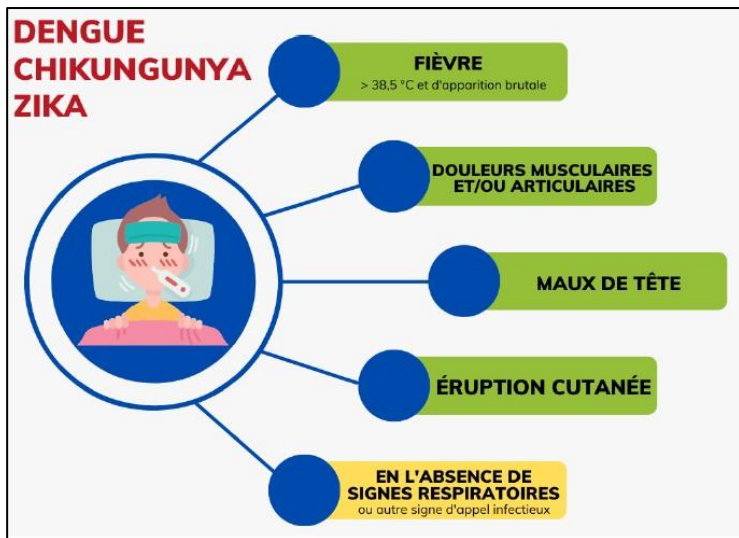 DENGUE
CHIKUNGUNYA
ZIKA
FIÈVRE
> 38,5 °C et d'apparition brutale
DOULEURS MUSCULAIRES
ET/OU ARTICULAIRES
MAUX DE TÊTE
ÉRUPTION CUTANÉE
EN L'ABSENCE DE
SIGNES RESPIRATOIRES
ou autre signe d'appel infectieux